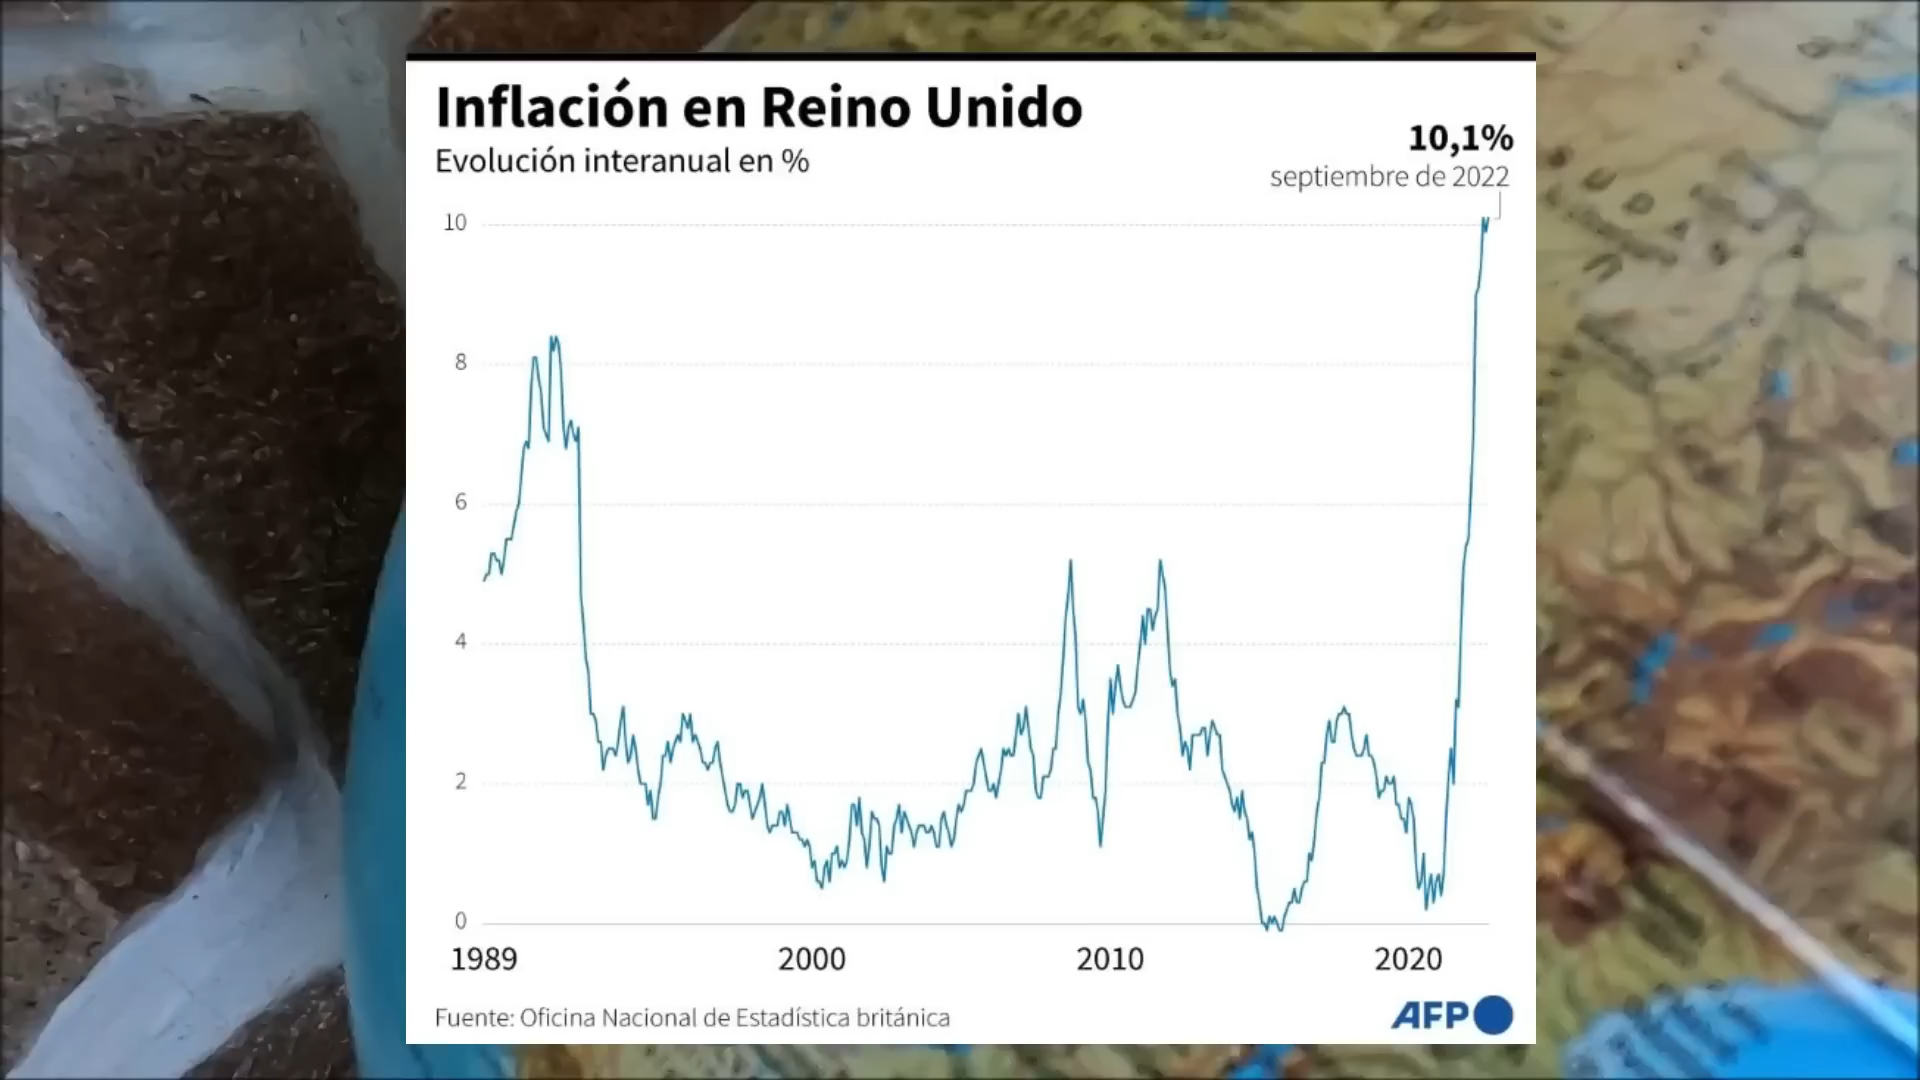 Inflación en Reino Unido
Evolución interanual en %
10,1%
septiembre de 2022
10
8
6
4
2
0
1989 2000 2010 2020
Fuente: Oficina Nacional de Estadística británica
AFP